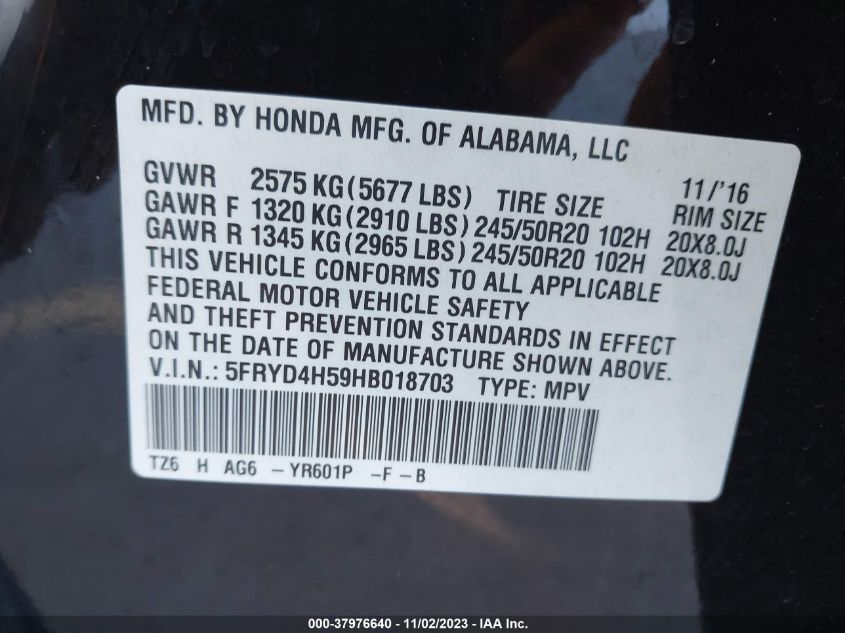 MFD. BY HONDA MFG. OF ALABAMA, LLC
11/'16
GVWR 2575 KG (5677 LBS) TIRE SIZE RIM SIZE
GAWR F 1320 KG (2910 LBS) 245/50R20 102H 20X8.0J
GAWR R 1345 KG (2965 LBS) 245/50R20 102H 20X8.0J
THIS VEHICLE CONFORMS TO ALL APPLICABLE
FEDERAL MOTOR VEHICLE SAFETY
AND THEFT PREVENTION STANDARDS IN EFFECT
ON THE DATE OF MANUFACTURE SHOWN ABOVE.
V.I.N.: 5FRYD4H59HB018703 TYPE: MPV
TZ6 H AG6 -YR601P -F-B
000-37976640 - 11/02/2023 - IAA Inc.